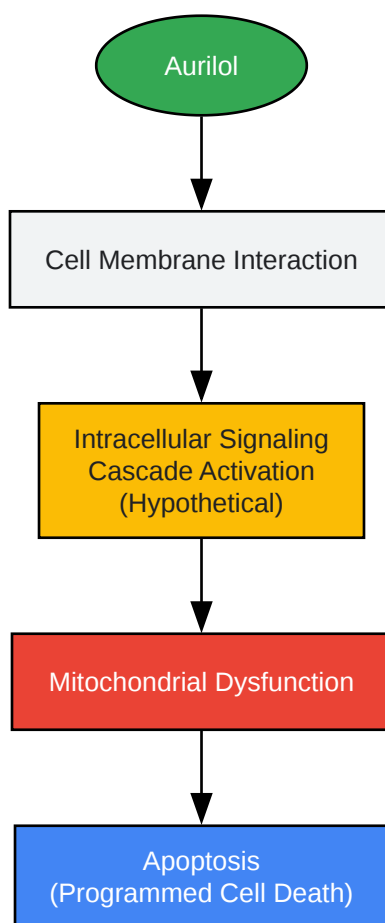 Aurilol
Cell Membrane Interaction
Intracellular Signaling
Cascade Activation
(Hypothetical)
Mitochondrial Dysfunction
Apoptosis
(Programmed Cell Death)